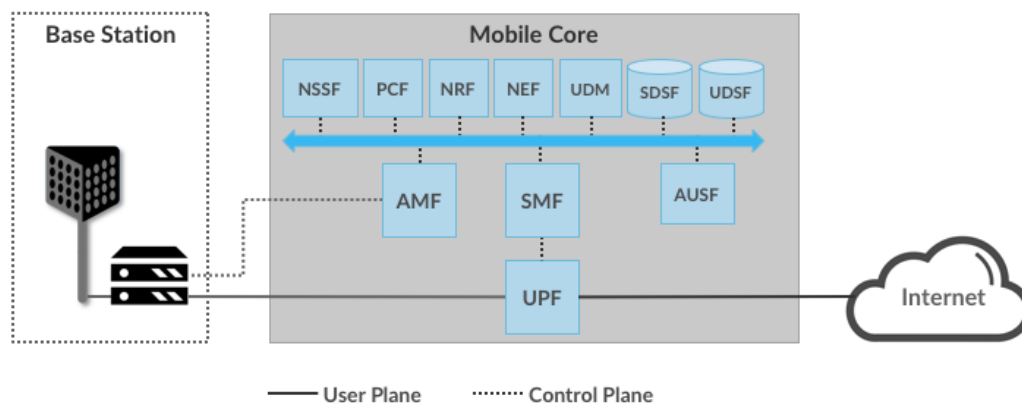 Base Station
Mobile Core
NSSF
PCF
NRF
NEF
UDM
SDSF
UDSF
AMF
SMF
AUSF
UPF
Internet
User Plane
Control Plane